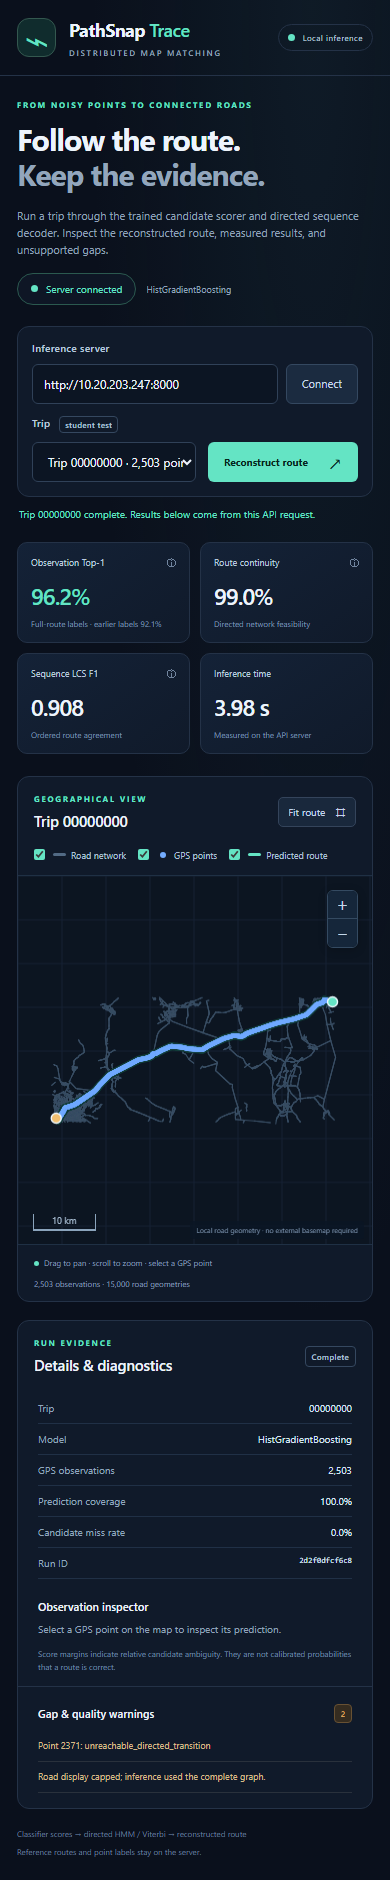 PathSnap Trace
DISTRIBUTED MAP MATCHING
Local inference
FROM NOISY POINTS TO CONNECTED ROADS
Follow the route.
Keep the evidence.
Run a trip through the trained candidate scorer and directed sequence
decoder. Inspect the reconstructed route, measured results, and
unsupported gaps.
Server connected
HistGradientBoosting
Inference server
http://10.20.203.247:8000
Connect
Trip
student test
Trip 00000000 · 2,503 poin
Reconstruct route ↗
Trip 00000000 complete. Results below come from this API request.
Observation Top-1 ⓘ
96.2%
Full-route labels · earlier labels 92.1%
Route continuity ⓘ
99.0%
Directed network feasibility
Sequence LCS F1 ⓘ
0.908
Ordered route agreement
Inference time
3.98 s
Measured on the API server
GEOGRAPHICAL VIEW
Trip 00000000
Fit route
Road network
GPS points
Predicted route
+
−
10 km
Local road geometry · no external basemap required
Drag to pan · scroll to zoom · select a GPS point
2,503 observations · 15,000 road geometries
RUN EVIDENCE
Details & diagnostics
Complete
Trip 00000000
Model HistGradientBoosting
GPS observations 2,503
Prediction coverage 100.0%
Candidate miss rate 0.0%
Run ID 2d2f0dfcf6c8
Observation inspector
Select a GPS point on the map to inspect its prediction.
Score margins indicate relative candidate ambiguity. They are not calibrated probabilities
that a route is correct.
Gap & quality warnings 2
Point 2371: unreachable_directed_transition
Road display capped; inference used the complete graph.
Classifier scores → directed HMM / Viterbi → reconstructed route
Reference routes and point labels stay on the server.